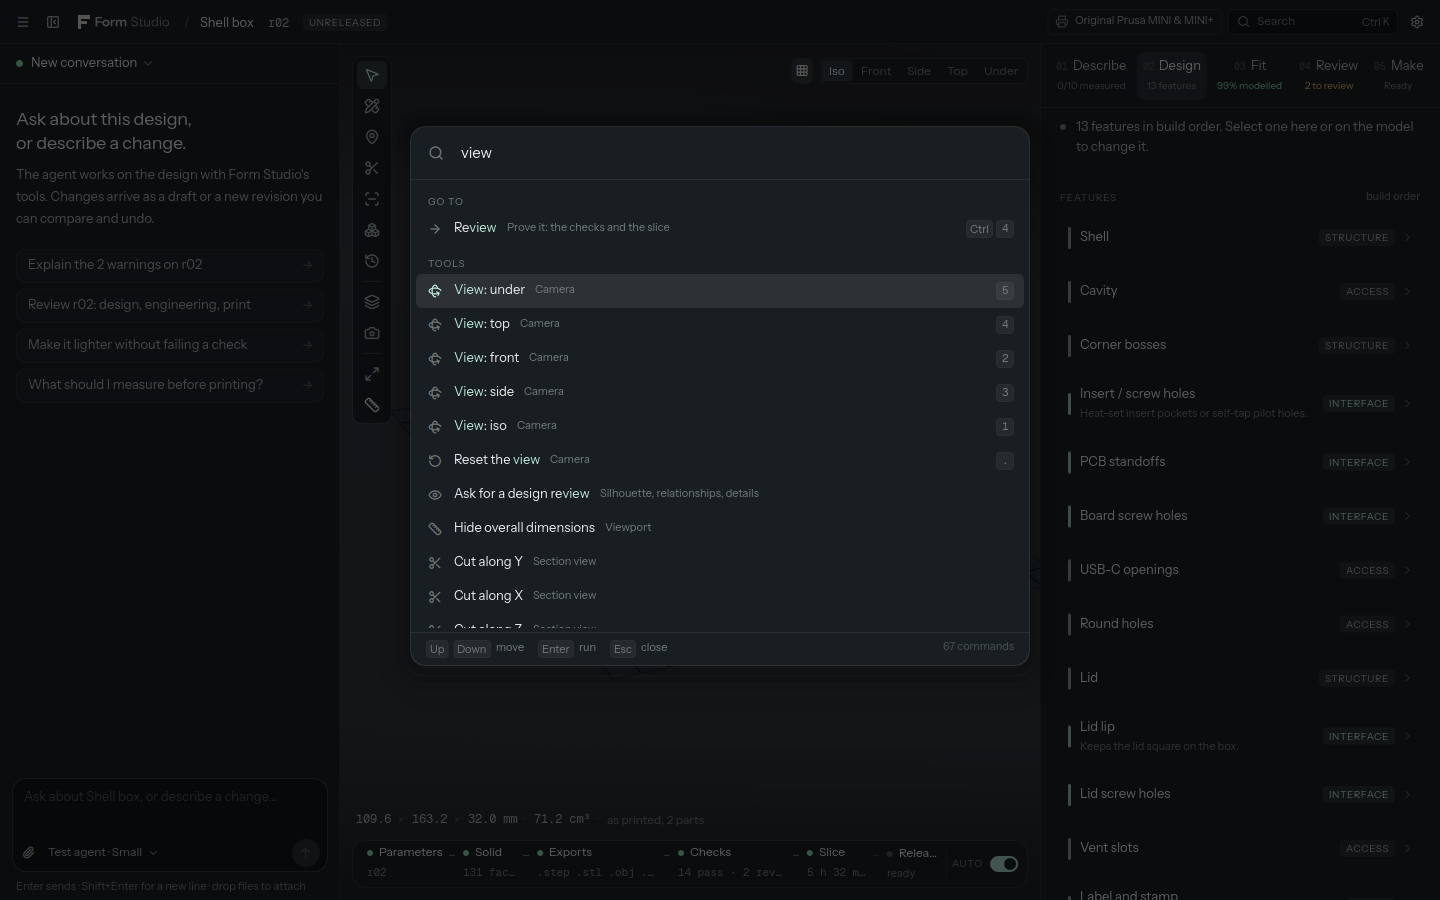 Form Studio / Shell box r02 UNRELEASED
Original Prusa MINI & MINI+
Search Ctrl K
New conversation
Ask about this design,
or describe a change.
The agent works on the design with Form Studio's
tools. Changes arrive as a draft or a new revision you
can compare and undo.
Explain the 2 warnings on r02
Review r02: design, engineering, print
Make it lighter without failing a check
What should I measure before printing?
Ask about Shell box, or describe a change...
Test agent · Small
Enter sends · Shift+Enter for a new line · drop files to attach
Iso Front Side Top Under
view
GO TO
Review Prove it: the checks and the slice Ctrl 4
TOOLS
View: under Camera 5
View: top Camera 4
View: front Camera 2
View: side Camera 3
View: iso Camera 1
Reset the view Camera .
Ask for a design review Silhouette, relationships, details
Hide overall dimensions Viewport
Cut along Y Section view
Cut along X Section view
Cut along Z Section view
Up Down move Enter run Esc close 67 commands
109.6 × 163.2 × 32.0 mm · 71.2 cm³ · as printed, 2 parts
Parameters … Solid … Exports … Checks … Slice … Relea…
r02 131 fac… .step .stl .obj .… 14 pass · 2 rev… 5 h 32 m… ready
AUTO
01 Describe 02 Design 03 Fit 04 Review 05 Make
0/10 measured 13 features 99% modelled 2 to review Ready
13 features in build order. Select one here or on the model
to change it.
FEATURES build order
Shell STRUCTURE
Cavity ACCESS
Corner bosses STRUCTURE
Insert / screw holes INTERFACE
Heat-set insert pockets or self-tap pilot holes.
PCB standoffs INTERFACE
Board screw holes INTERFACE
USB-C openings ACCESS
Round holes ACCESS
Lid STRUCTURE
Lid lip INTERFACE
Keeps the lid square on the box.
Lid screw holes INTERFACE
Vent slots ACCESS
Label and stamp